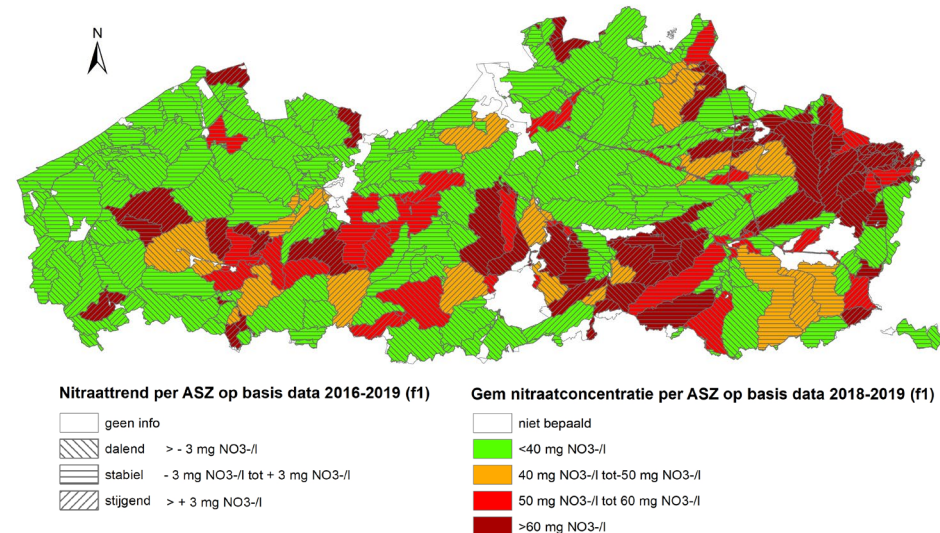 N
Nitraattrend per ASZ op basis data 2016-2019 (f1)
geen info
dalend > - 3 mg NO3-/l
stabiel - 3 mg NO3-/l tot + 3 mg NO3-/l
stijgend > + 3 mg NO3-/l
Gem nitraatconcentratie per ASZ op basis data 2018-2019 (f1)
niet bepaald
<40 mg NO3-/l
40 mg NO3-/l tot-50 mg NO3-/l
50 mg NO3-/l tot 60 mg NO3-/l
>60 mg NO3-/l